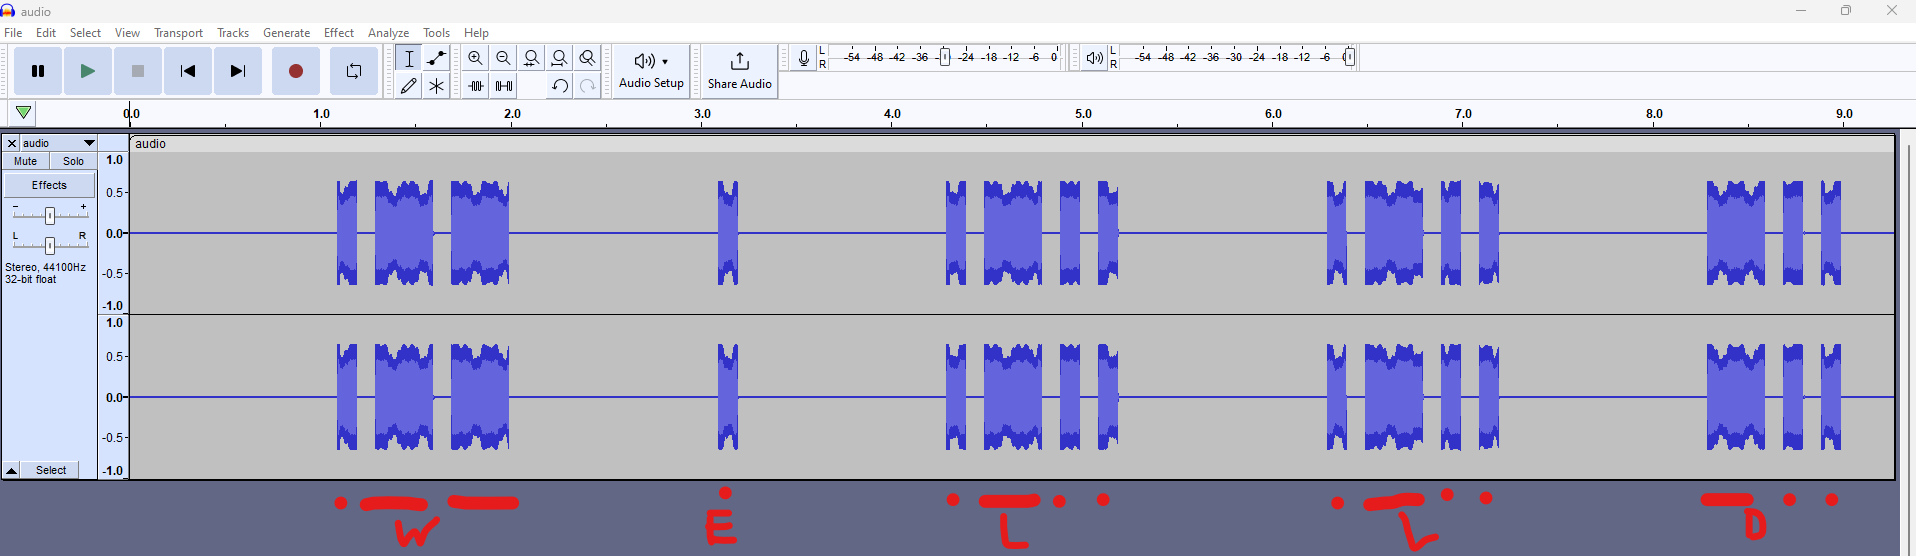 audio
File Edit Select View Transport Tracks Generate Effect Analyze Tools Help
Audio Setup
Share Audio
L
R
-54 -48 -42 -36 -30 -24 -18 -12 -6 0
L
R
-54 -48 -42 -36 -30 -24 -18 -12 -6 0
0.0 1.0 2.0 3.0 4.0 5.0 6.0 7.0 8.0 9.0
audio
audio
Mute Solo
Effects
- +
L R
Stereo, 44100Hz
32-bit float
Select
1.0
0.5
0.0
-0.5
-1.0
1.0
0.5
0.0
-0.5
-1.0
W E L L D